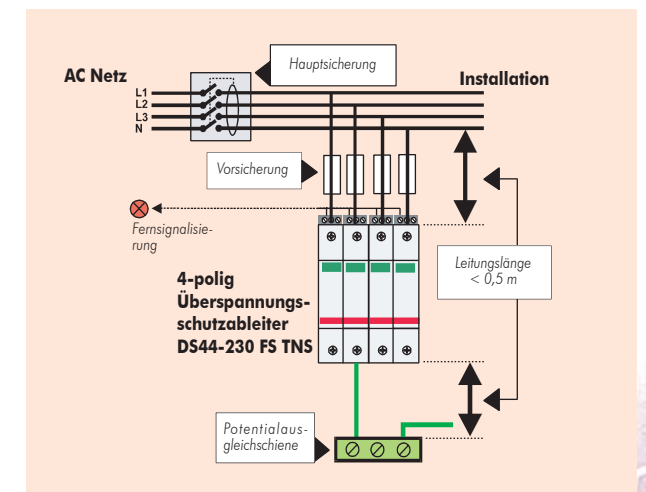 Hauptsicherung
AC Netz
Installation
L1
L2
L3
N
Vorsicherung
Fernsignalisie-
rung
Leitungslänge
< 0,5 m
4-polig
Überspannungs-
schutzableiter
DS44-230 FS TNS
Potentialaus-
gleichschiene